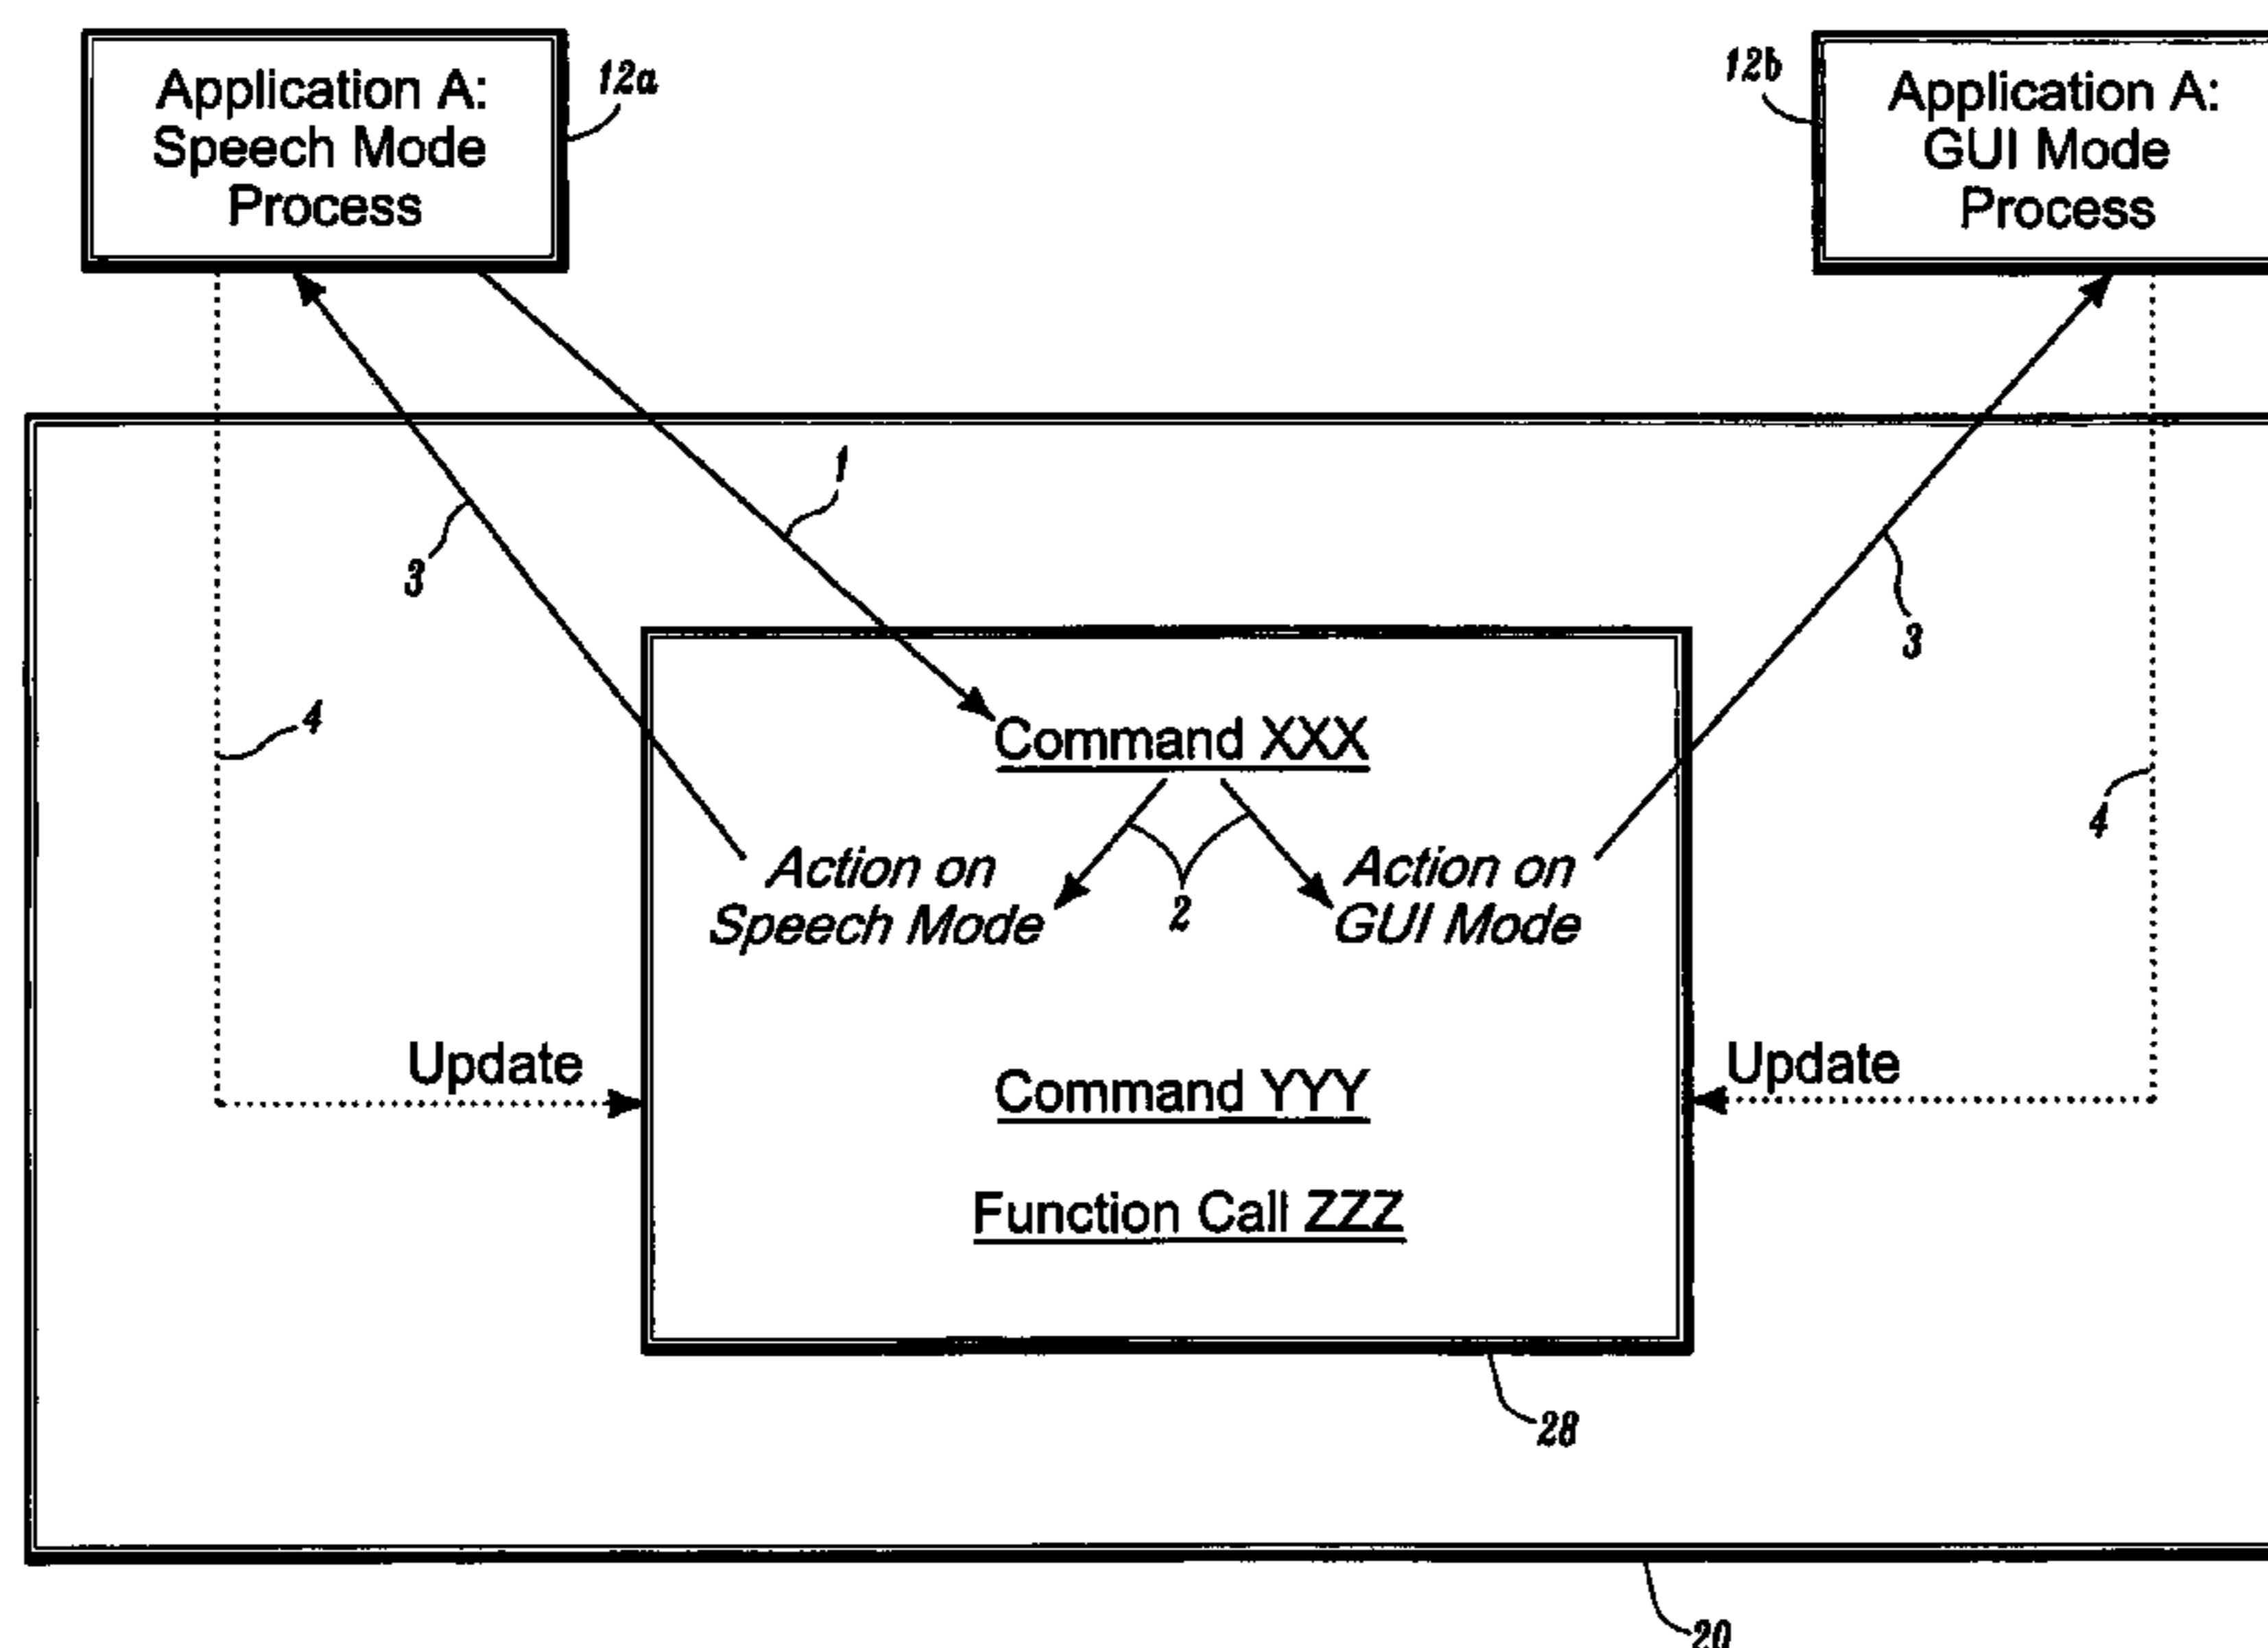 Application A:
Speech Mode
Process
12a
12b
Application A:
GUI Mode
Process
1
3
3
4
4
Command XXX
2
Action on
Speech Mode
Action on
GUI Mode
Update
Update
Command YYY
Function Call ZZZ
28
20